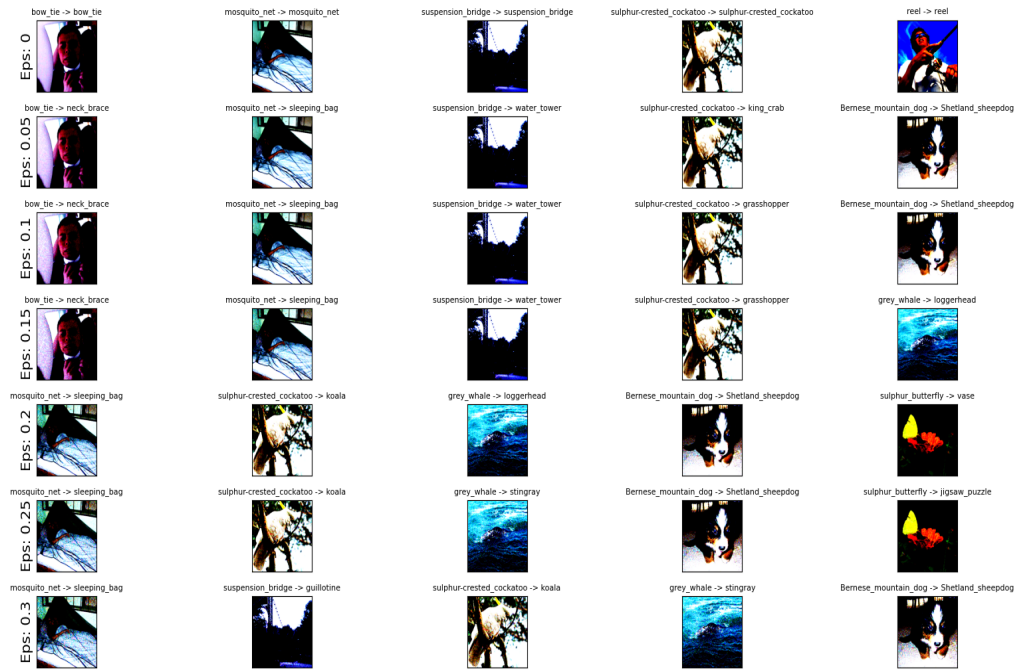 bow_tie -> bow_tie
mosquito_net -> mosquito_net
suspension_bridge -> suspension_bridge
sulphur-crested_cockatoo -> sulphur-crested_cockatoo
reel -> reel
Eps: 0
bow_tie -> neck_brace
mosquito_net -> sleeping_bag
suspension_bridge -> water_tower
sulphur-crested_cockatoo -> king_crab
Bernese_mountain_dog -> Shetland_sheepdog
Eps: 0.05
bow_tie -> neck_brace
mosquito_net -> sleeping_bag
suspension_bridge -> water_tower
sulphur-crested_cockatoo -> grasshopper
Bernese_mountain_dog -> Shetland_sheepdog
Eps: 0.1
bow_tie -> neck_brace
mosquito_net -> sleeping_bag
suspension_bridge -> water_tower
sulphur-crested_cockatoo -> grasshopper
grey_whale -> loggerhead
Eps: 0.15
mosquito_net -> sleeping_bag
sulphur-crested_cockatoo -> koala
grey_whale -> loggerhead
Bernese_mountain_dog -> Shetland_sheepdog
sulphur_butterfly -> vase
Eps: 0.2
mosquito_net -> sleeping_bag
sulphur-crested_cockatoo -> koala
grey_whale -> stingray
Bernese_mountain_dog -> Shetland_sheepdog
sulphur_butterfly -> jigsaw_puzzle
Eps: 0.25
mosquito_net -> sleeping_bag
suspension_bridge -> guillotine
sulphur-crested_cockatoo -> koala
grey_whale -> stingray
Bernese_mountain_dog -> Shetland_sheepdog
Eps: 0.3